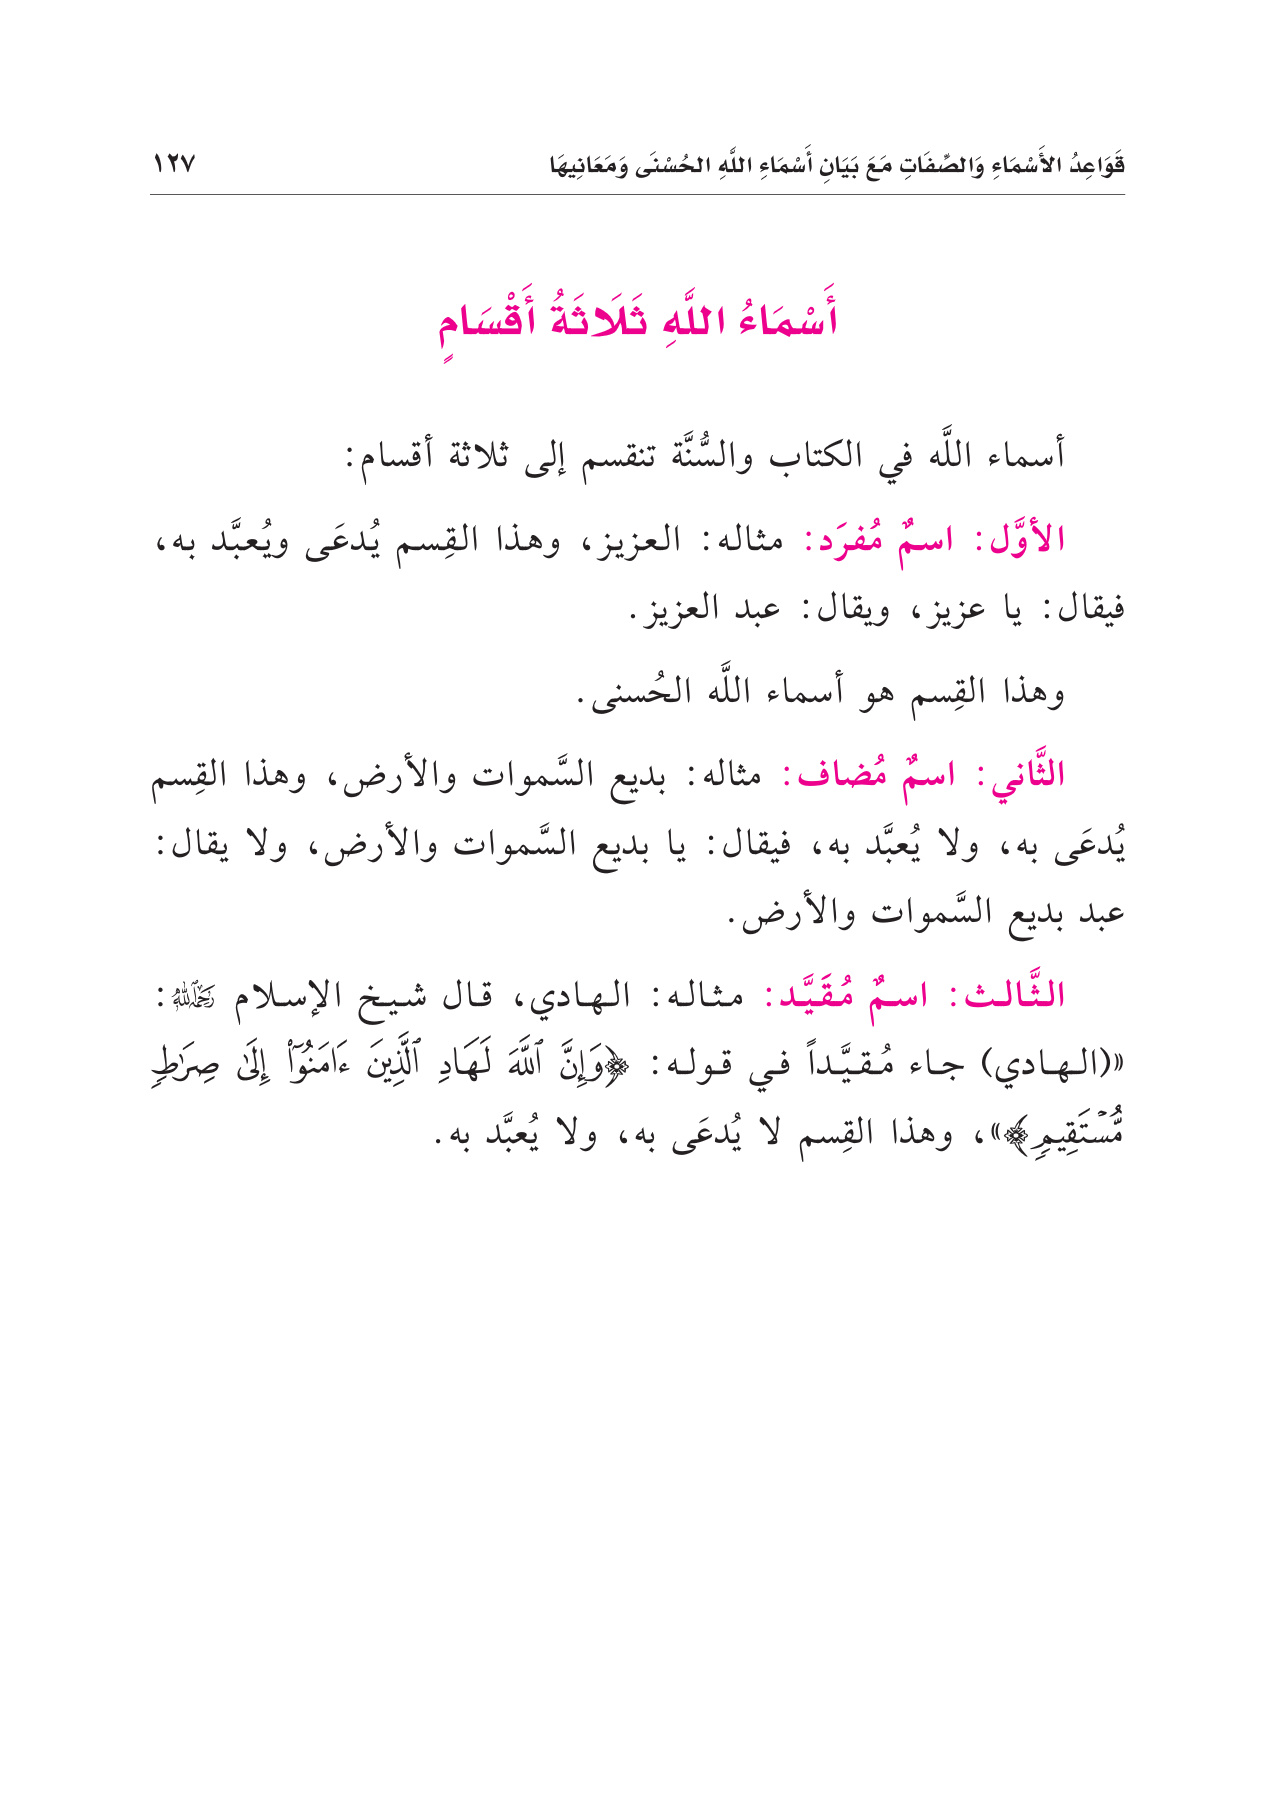 قَوَاعِدُ الأَسْمَاءِ وَالصِّفَاتِ مَعَ بَيَانِ أَسْمَاءِ اللَّهِ الحُسْنَى وَمَعَانِيهَا ١٢٧
أَسْمَاءُ اللَّهِ ثَلَاثَةُ أَقْسَامٍ
أسماء اللَّه في الكتاب والسُّنَّة تنقسم إلى ثلاثة أقسام:
الأوَّل: اسمٌ مُفرَد: مثاله: العزيز، وهذا القِسم يُدعَى ويُعبَّد به،
فيقال: يا عزيز، ويقال: عبد العزيز.
وهذا القِسم هو أسماء اللَّه الحُسنى.
الثَّاني: اسمٌ مُضاف: مثاله: بديع السَّموات والأرض، وهذا القِسم
يُدعَى به، ولا يُعبَّد به، فيقال: يا بديع السَّموات والأرض، ولا يقال:
عبد بديع السَّموات والأرض.
الثَّالث: اسمٌ مُقَيَّد: مثاله: الهادي، قال شيخ الإسلام رَحِمَهُ ٱللَّهُ:
«(الهادي) جاء مُقيَّداً في قوله: ﴿وَإِنَّ ٱللَّهَ لَهَادِ ٱلَّذِينَ ءَامَنُوٓاْ إِلَىٰ صِرَٰطٖ
مُّسۡتَقِيمٖ﴾»، وهذا القِسم لا يُدعَى به، ولا يُعبَّد به.